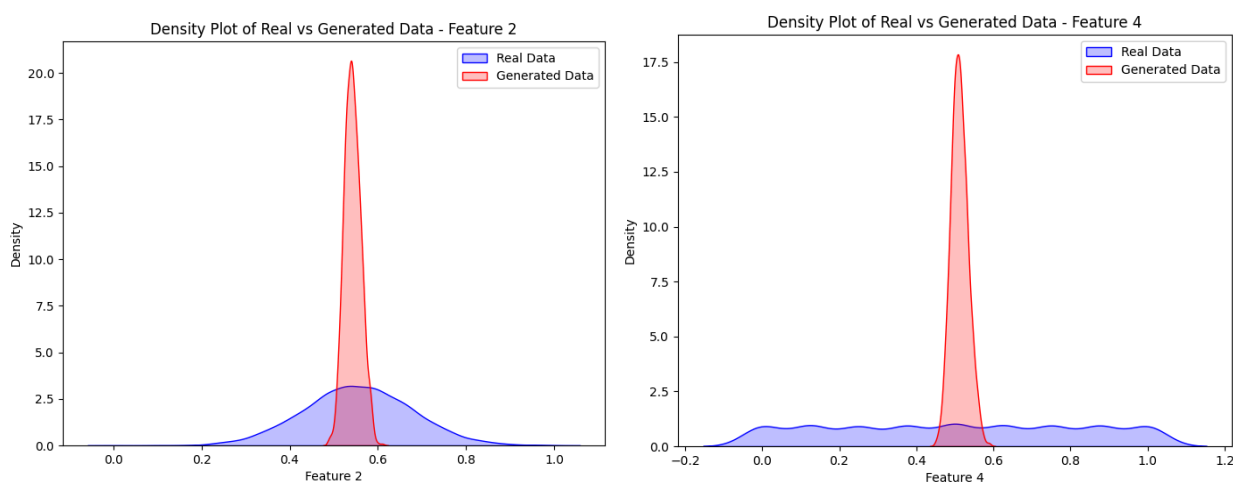 Density Plot of Real vs Generated Data - Feature 2
Real Data
Generated Data
20.0
17.5
15.0
12.5
10.0
7.5
5.0
2.5
0.0
Density
0.0 0.2 0.4 0.6 0.8 1.0
Feature 2
Density Plot of Real vs Generated Data - Feature 4
Real Data
Generated Data
17.5
15.0
12.5
10.0
7.5
5.0
2.5
0.0
Density
−0.2 0.0 0.2 0.4 0.6 0.8 1.0 1.2
Feature 4